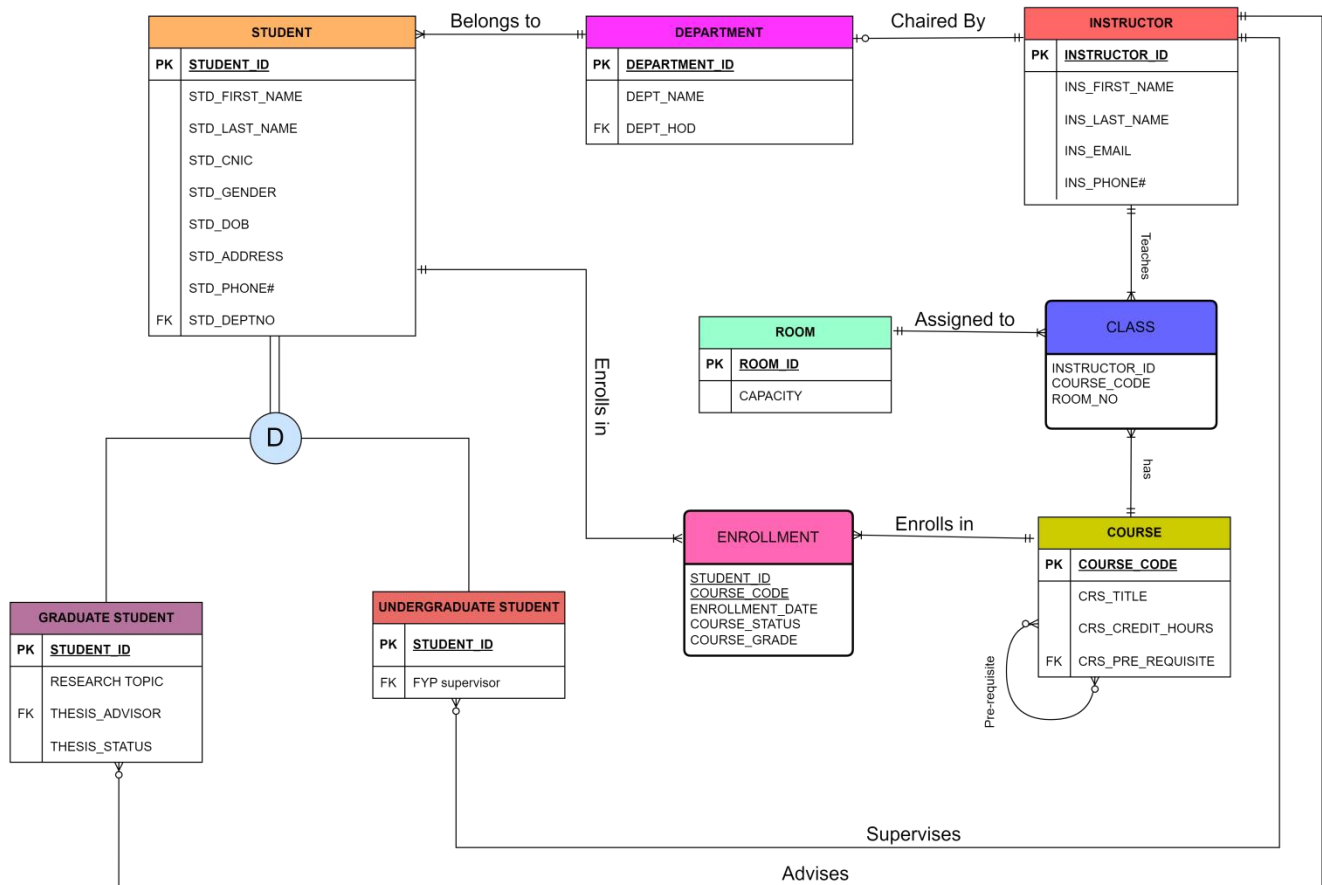 Belongs to
Chaired By
STUDENT
PK STUDENT_ID
STD_FIRST_NAME
STD_LAST_NAME
STD_CNIC
STD_GENDER
STD_DOB
STD_ADDRESS
STD_PHONE#
FK STD_DEPTNO
DEPARTMENT
PK DEPARTMENT_ID
DEPT_NAME
FK DEPT_HOD
INSTRUCTOR
PK INSTRUCTOR_ID
INS_FIRST_NAME
INS_LAST_NAME
INS_EMAIL
INS_PHONE#
Teaches
ROOM
PK ROOM_ID
CAPACITY
Assigned to
CLASS
INSTRUCTOR_ID
COURSE_CODE
ROOM_NO
has
Enrolls in
D
ENROLLMENT
STUDENT_ID
COURSE_CODE
ENROLLMENT_DATE
COURSE_STATUS
COURSE_GRADE
Enrolls in
COURSE
PK COURSE_CODE
CRS_TITLE
CRS_CREDIT_HOURS
FK CRS_PRE_REQUISITE
Pre-requisite
GRADUATE STUDENT
PK STUDENT_ID
RESEARCH TOPIC
FK THESIS_ADVISOR
THESIS_STATUS
UNDERGRADUATE STUDENT
PK STUDENT_ID
FK FYP supervisor
Supervises
Advises